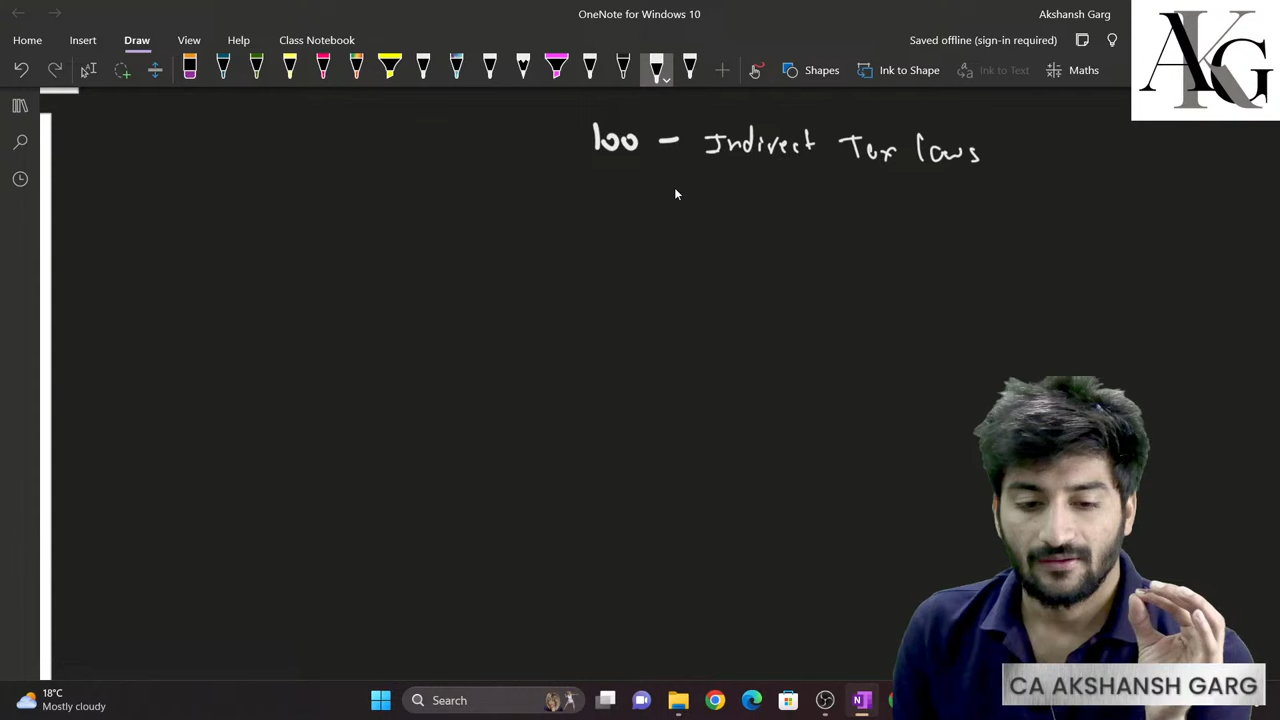 OneNote for Windows 10
Akshansh Garg
Home Insert Draw View Help Class Notebook
Saved offline (sign-in required)
Shapes Ink to Shape Ink to Text Maths
AKG
100 - Indirect Tax laws
CA AKSHANSH GARG
18°C
Mostly cloudy
Search